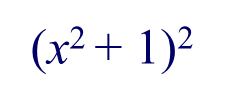 (x² + 1)²